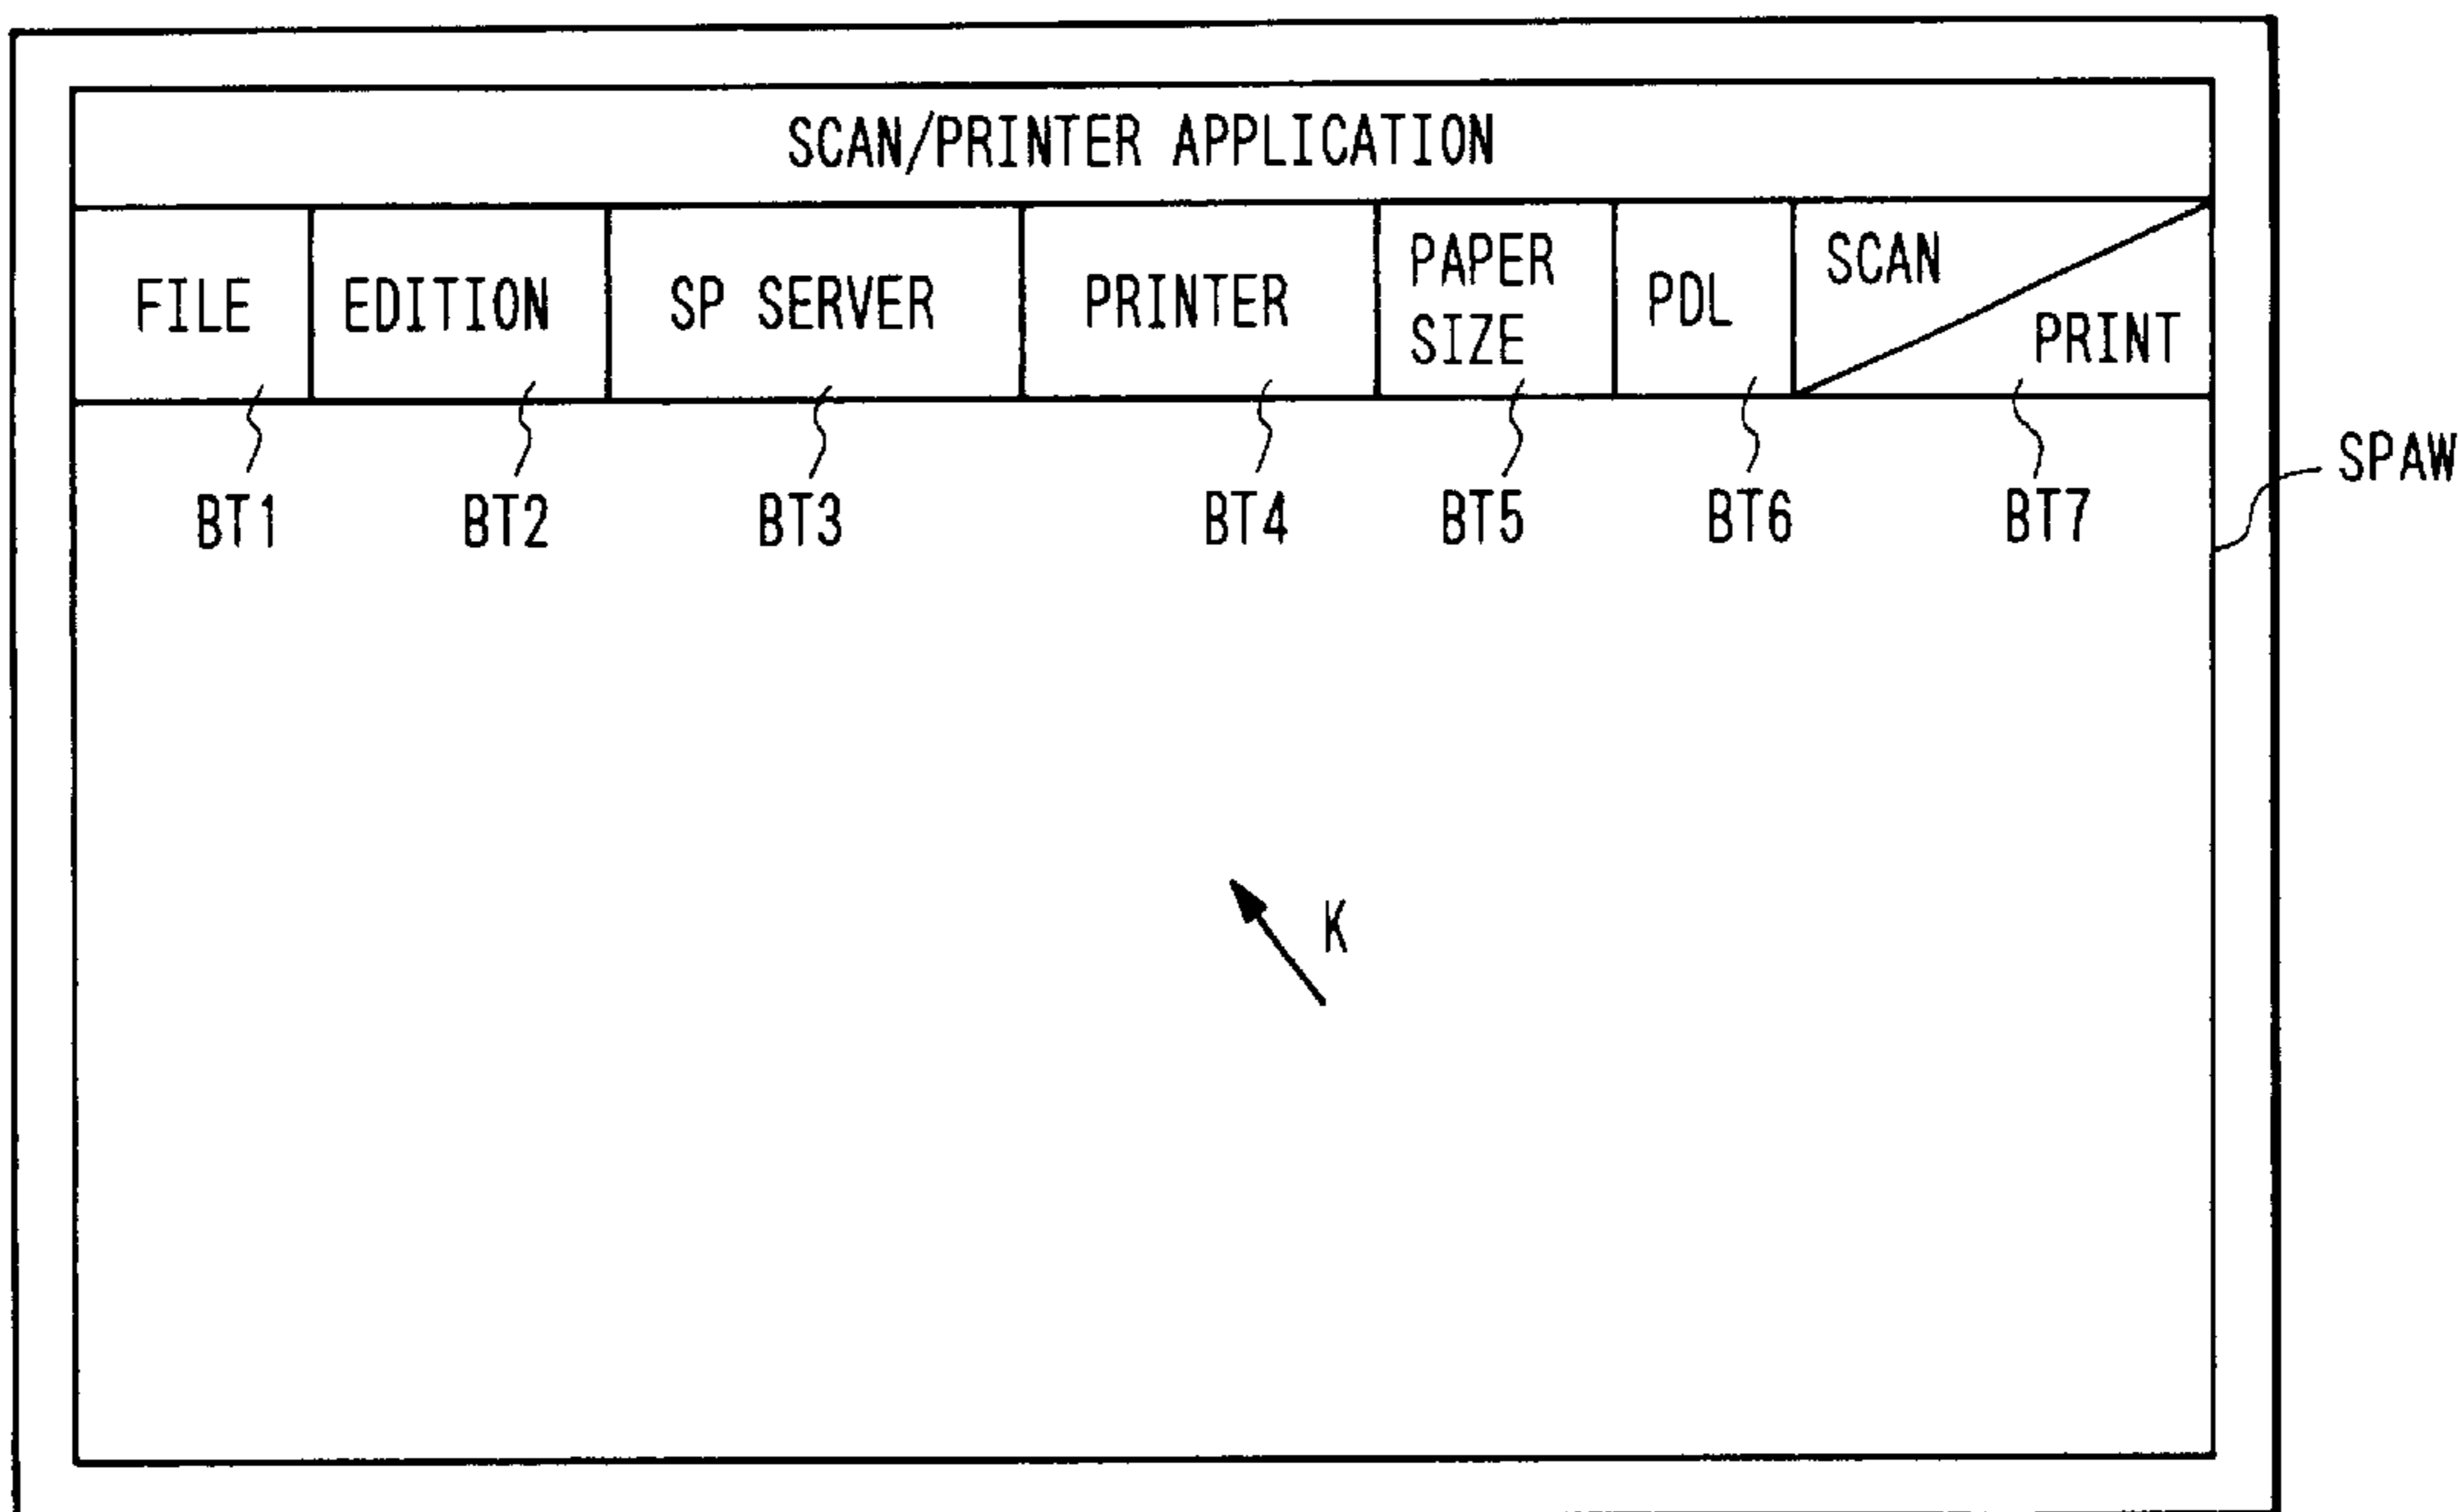 SCAN/PRINTER APPLICATION
FILE
EDITION
SP SERVER
PRINTER
PAPER
SIZE
PDL
SCAN
PRINT
BT1
BT2
BT3
BT4
BT5
BT6
BT7
SPAW
K